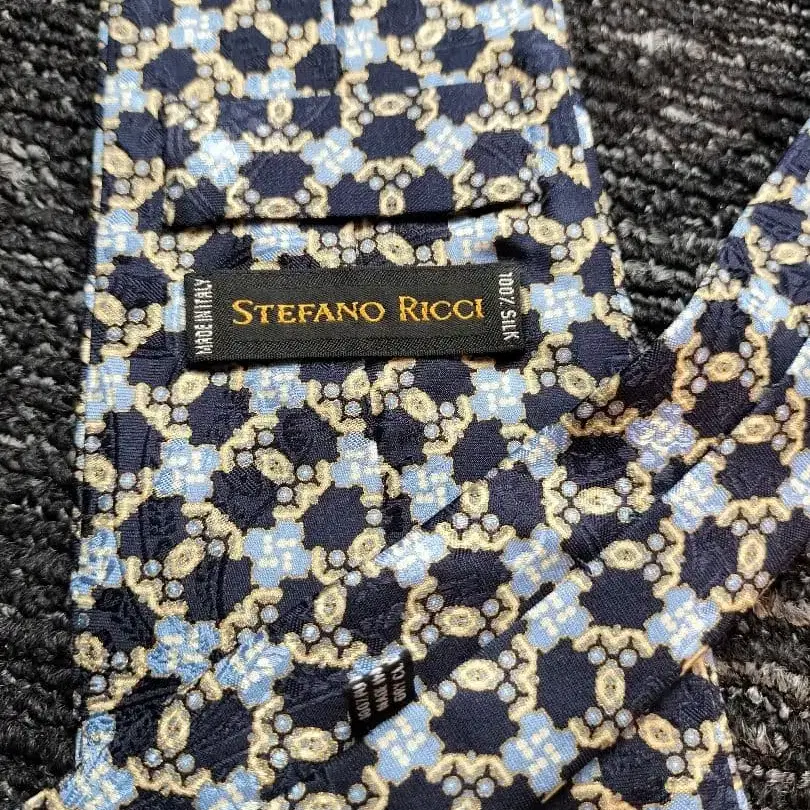 MADE IN ITALY
STEFANO RICCI
100% SILK